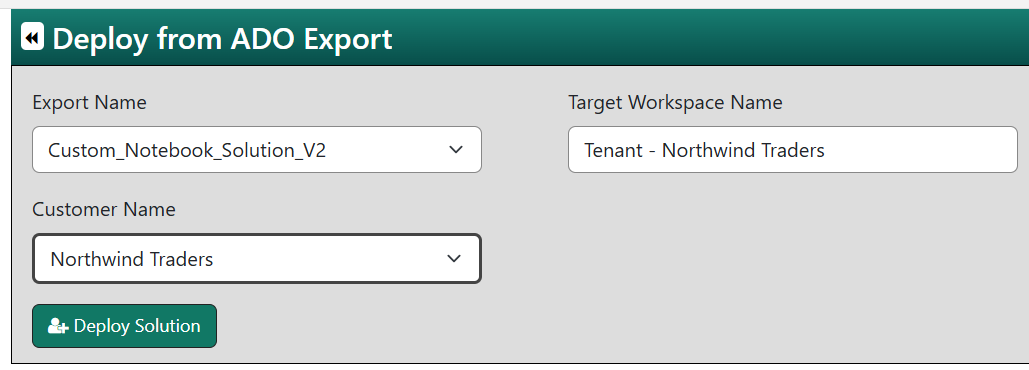 Deploy from ADO Export
Export Name
Custom_Notebook_Solution_V2
Target Workspace Name
Tenant - Northwind Traders
Customer Name
Northwind Traders
Deploy Solution